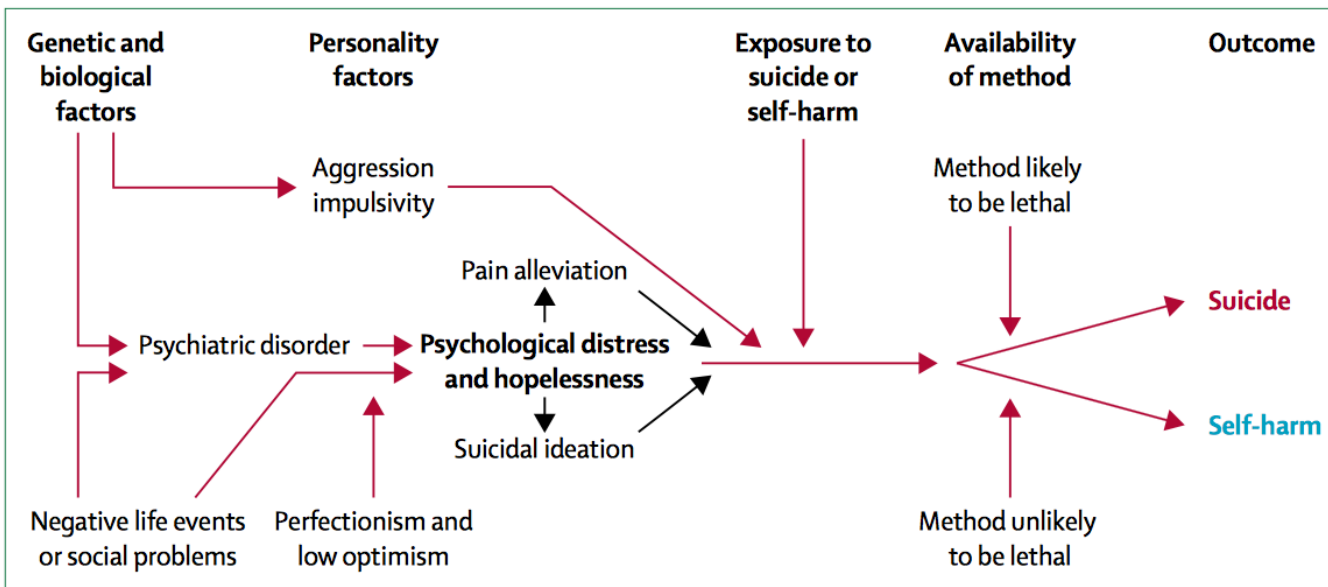 Genetic and
biological
factors
Personality
factors
Exposure to
suicide or
self-harm
Availability
of method
Outcome
Aggression
impulsivity
Method likely
to be lethal
Pain alleviation
Suicide
Psychiatric disorder
Psychological distress
and hopelessness
Self-harm
Suicidal ideation
Negative life events
or social problems
Perfectionism and
low optimism
Method unlikely
to be lethal